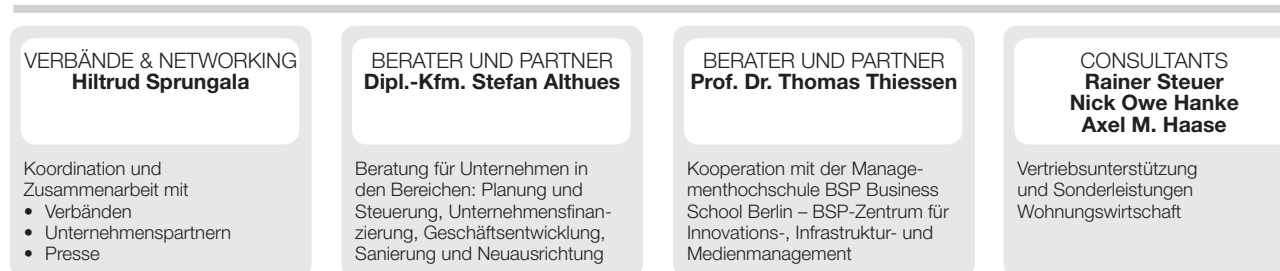 VERBÄNDE & NETWORKING
Hiltrud Sprungala
Koordination und
Zusammenarbeit mit
• Verbänden
• Unternehmenspartnern
• Presse
BERATER UND PARTNER
Dipl.-Kfm. Stefan Althues
Beratung für Unternehmen in
den Bereichen: Planung und
Steuerung, Unternehmensfinan-
zierung, Geschäftsentwicklung,
Sanierung und Neuausrichtung
BERATER UND PARTNER
Prof. Dr. Thomas Thiessen
Kooperation mit der Manage-
menthochschule BSP Business
School Berlin – BSP-Zentrum für
Innovations-, Infrastruktur- und
Medienmanagement
CONSULTANTS
Rainer Steuer
Nick Owe Hanke
Axel M. Haase
Vertriebsunterstützung
und Sonderleistungen
Wohnungswirtschaft